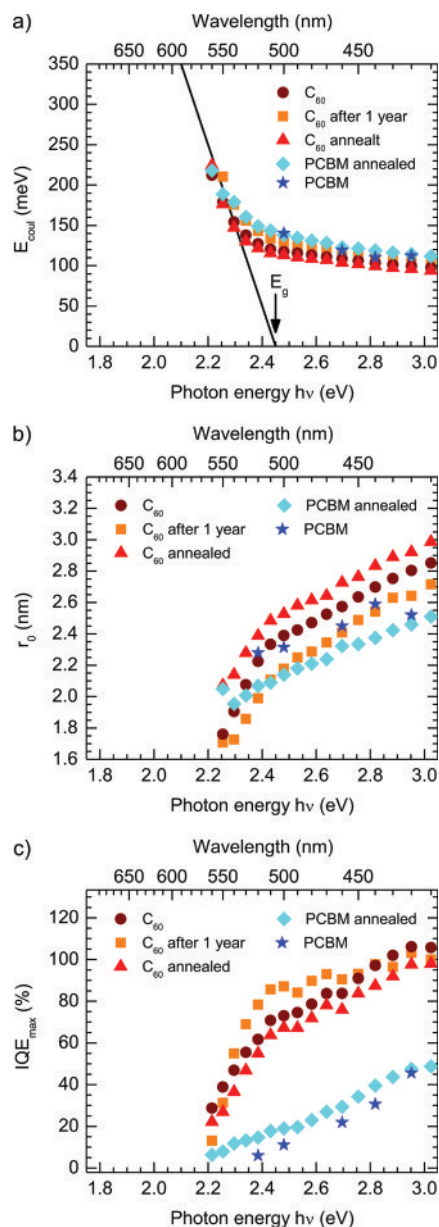 a)
Wavelength (nm)
650 600 550 500 450
350
300
250
200
150
100
50
0
E_coul (meV)
C₆₀
C₆₀ after 1 year
C₆₀ annealt
PCBM annealed
PCBM
E_g
1.8 2.0 2.2 2.4 2.6 2.8 3.0
Photon energy hν (eV)
b)
Wavelength (nm)
650 600 550 500 450
3.4
3.2
3.0
2.8
2.6
2.4
2.2
2.0
1.8
1.6
r₀ (nm)
C₆₀ PCBM annealed
C₆₀ after 1 year PCBM
C₆₀ annealed
1.8 2.0 2.2 2.4 2.6 2.8 3.0
Photon energy hν (eV)
c)
Wavelength (nm)
650 600 550 500 450
120
100
80
60
40
20
0
IQE_max (%)
C₆₀ PCBM annealed
C₆₀ after 1 year PCBM
C₆₀ annealed
1.8 2.0 2.2 2.4 2.6 2.8 3.0
Photon energy hν (eV)